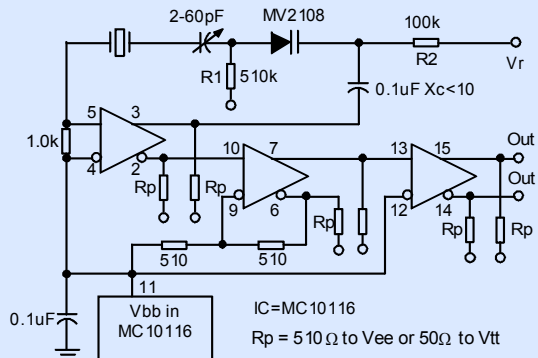 2-60pF
MV2108
100k
R1
510k
R2
Vr
0.1uF Xc<10
5
3
1.0k
4
2
10
7
13
15
Out
Rp
Rp
9
6
12
14
Out
Rp
Rp
Rp
510
510
11
0.1uF
Vbb in
MC10116
IC=MC10116
Rp = 510Ω to Vee or 50Ω to Vtt